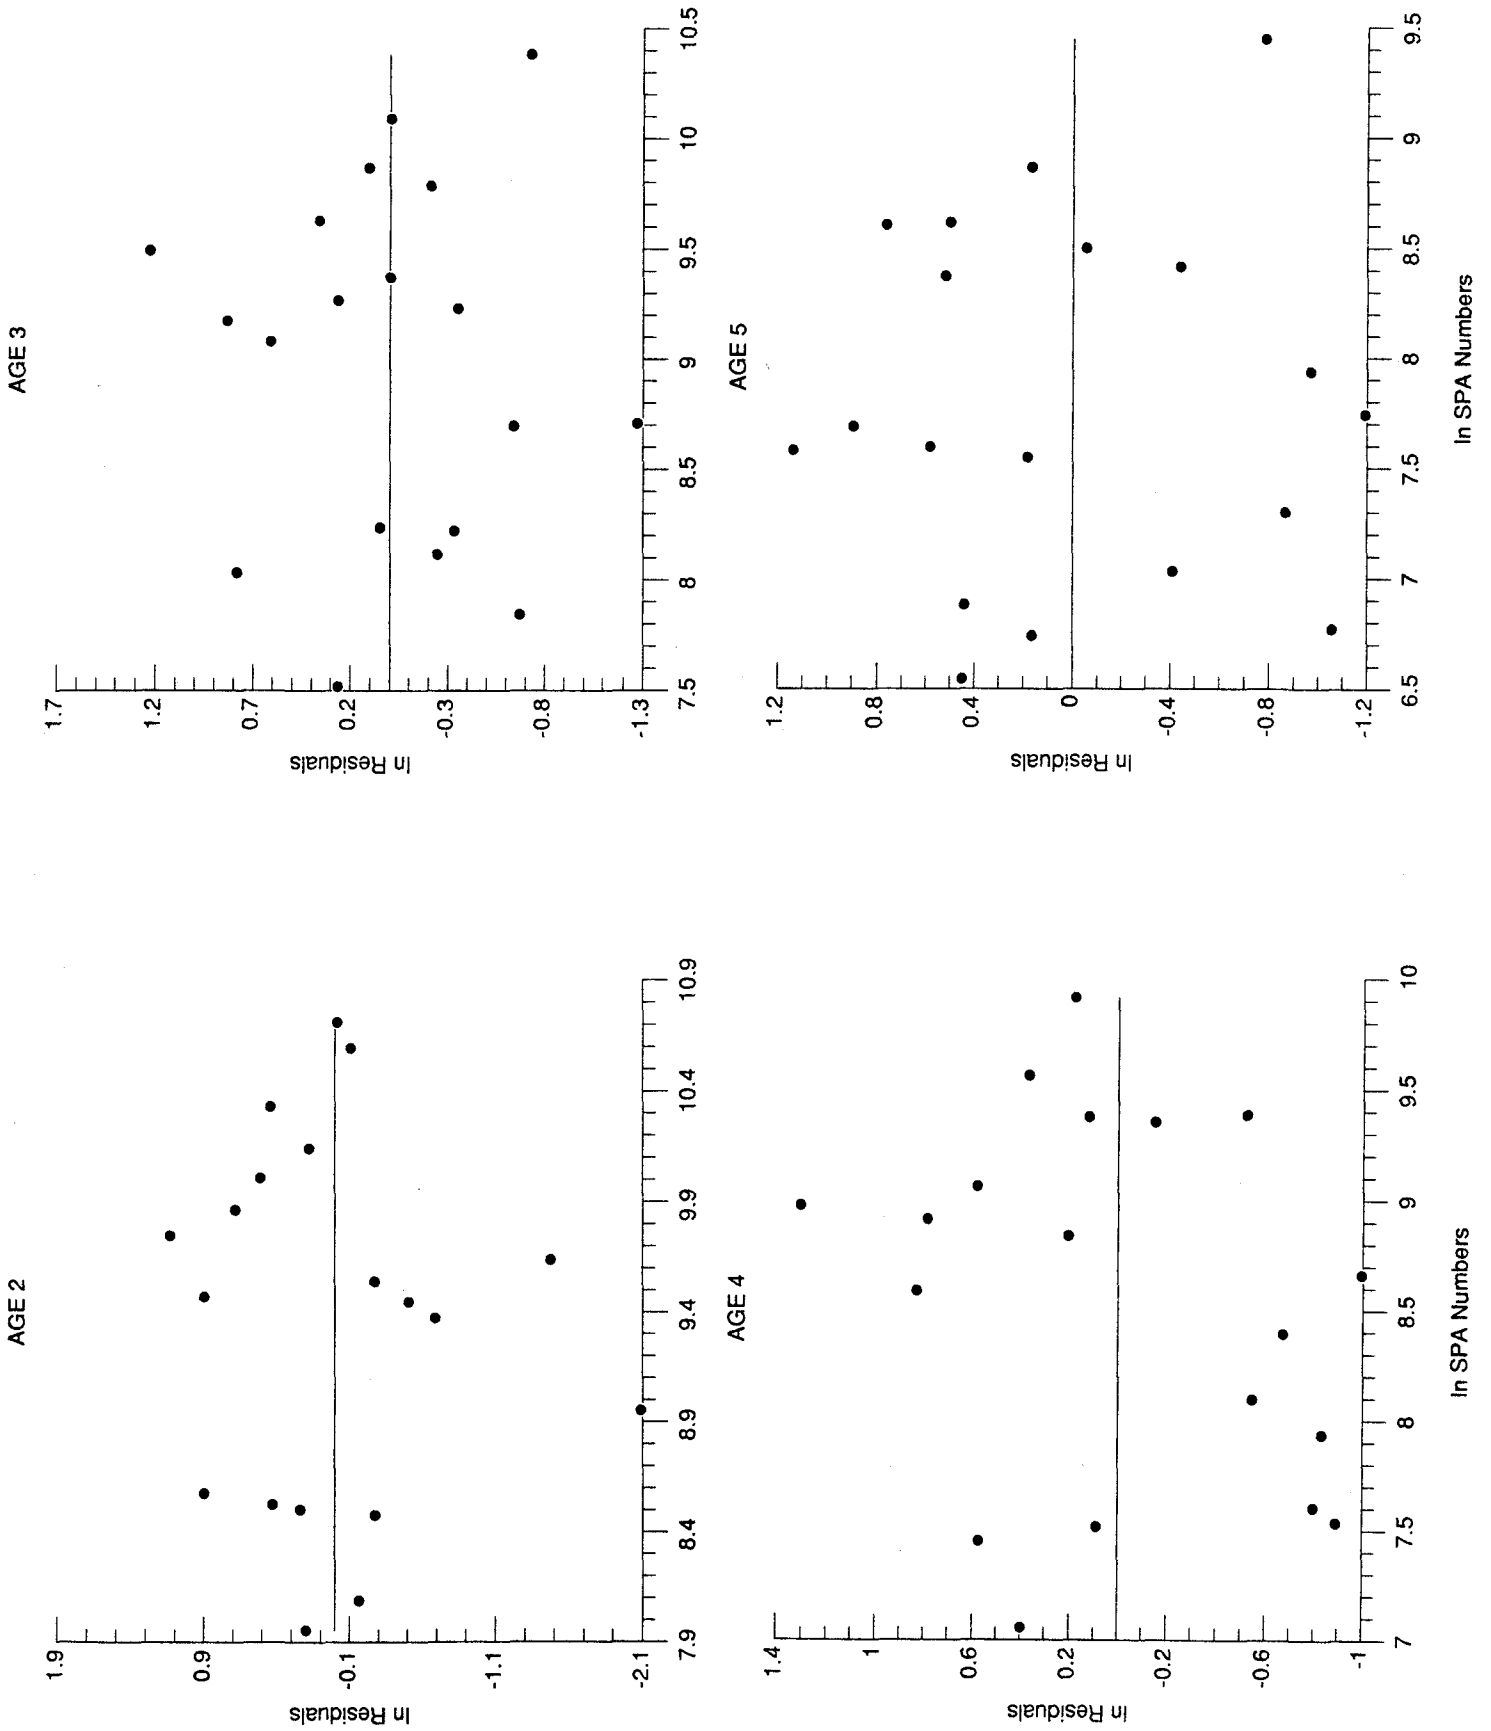 AGE 2
1.9
0.9
-0.1
-1.1
-2.1
ln Residuals
7.9 8.4 8.9 9.4 9.9 10.4 10.9
AGE 3
1.7
1.2
0.7
0.2
-0.3
-0.8
-1.3
ln Residuals
7.5 8 8.5 9 9.5 10 10.5
AGE 4
1.4
1
0.6
0.2
-0.2
-0.6
-1
ln Residuals
7 7.5 8 8.5 9 9.5 10
ln SPA Numbers
AGE 5
1.2
0.8
0.4
0
-0.4
-0.8
-1.2
ln Residuals
6.5 7 7.5 8 8.5 9 9.5
ln SPA Numbers